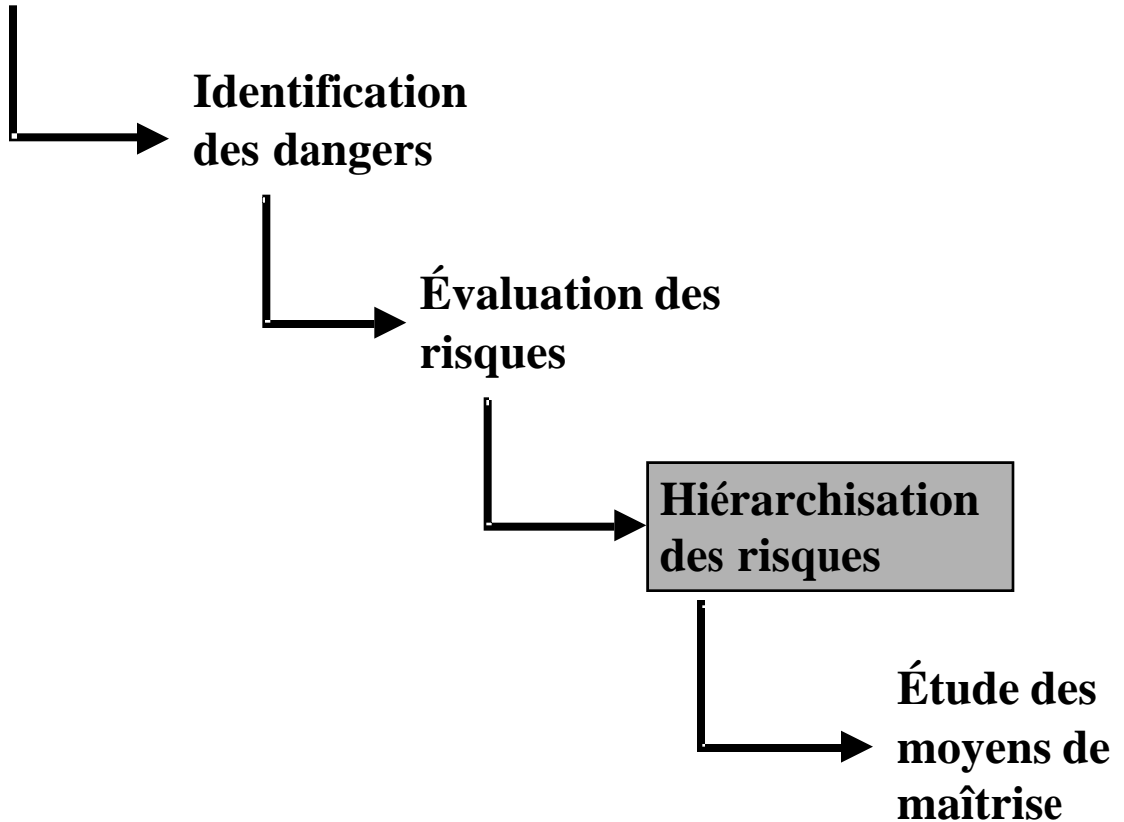 Identification
des dangers
Évaluation des
risques
Hiérarchisation
des risques
Étude des
moyens de
maîtrise